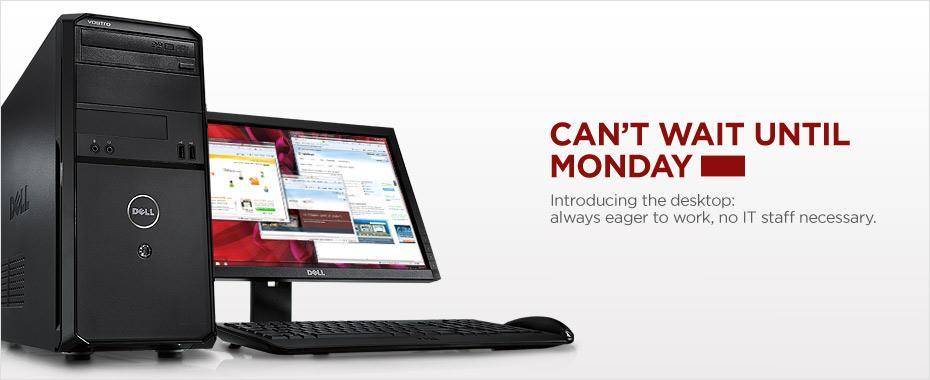 VOSTRO
DELL
DELL
DELL
CAN'T WAIT UNTIL
MONDAY
Introducing the desktop:
always eager to work, no IT staff necessary.